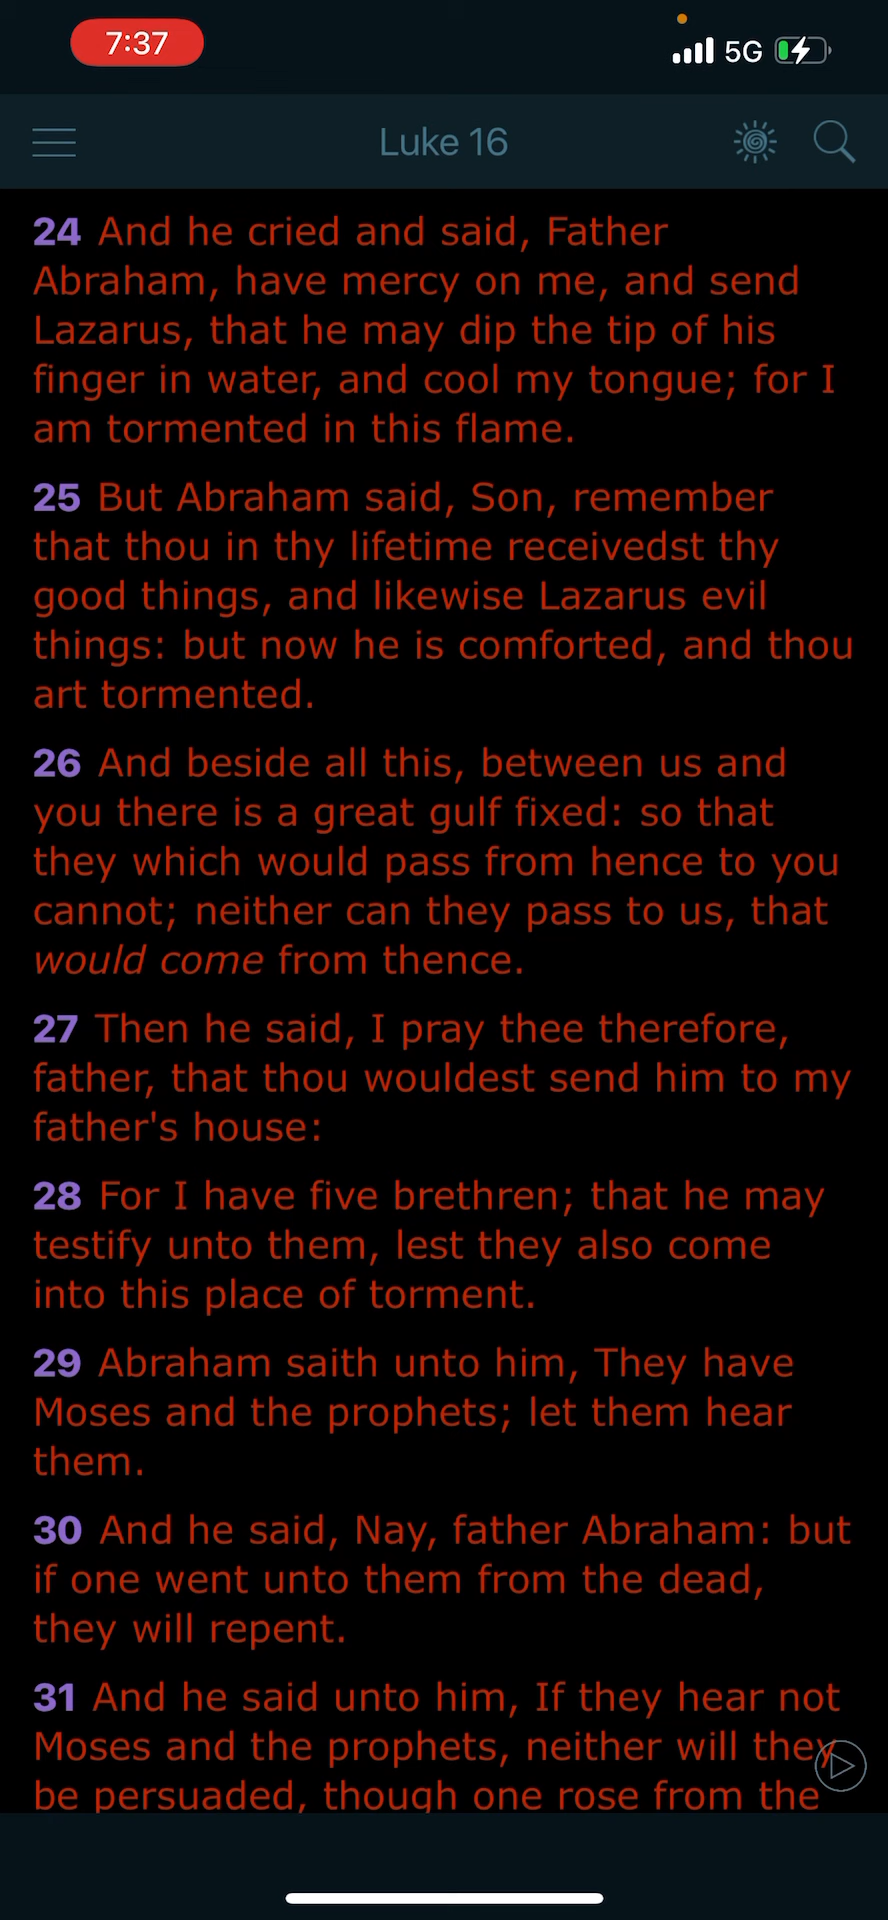 7:37
5G
Luke 16
24 And he cried and said, Father
Abraham, have mercy on me, and send
Lazarus, that he may dip the tip of his
finger in water, and cool my tongue; for I
am tormented in this flame.
25 But Abraham said, Son, remember
that thou in thy lifetime receivedst thy
good things, and likewise Lazarus evil
things: but now he is comforted, and thou
art tormented.
26 And beside all this, between us and
you there is a great gulf fixed: so that
they which would pass from hence to you
cannot; neither can they pass to us, that
would come from thence.
27 Then he said, I pray thee therefore,
father, that thou wouldest send him to my
father's house:
28 For I have five brethren; that he may
testify unto them, lest they also come
into this place of torment.
29 Abraham saith unto him, They have
Moses and the prophets; let them hear
them.
30 And he said, Nay, father Abraham: but
if one went unto them from the dead,
they will repent.
31 And he said unto him, If they hear not
Moses and the prophets, neither will they
be persuaded, though one rose from the